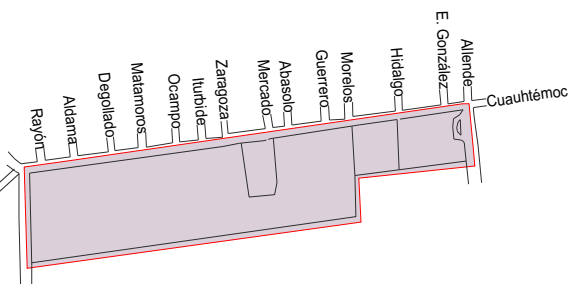 Rayón
Aldama
Degollado
Matamoros
Ocampo
Iturbide
Zaragoza
Mercado
Abasolo
Guerrero
Morelos
Hidalgo
E. González
Allende
Cuauhtémoc